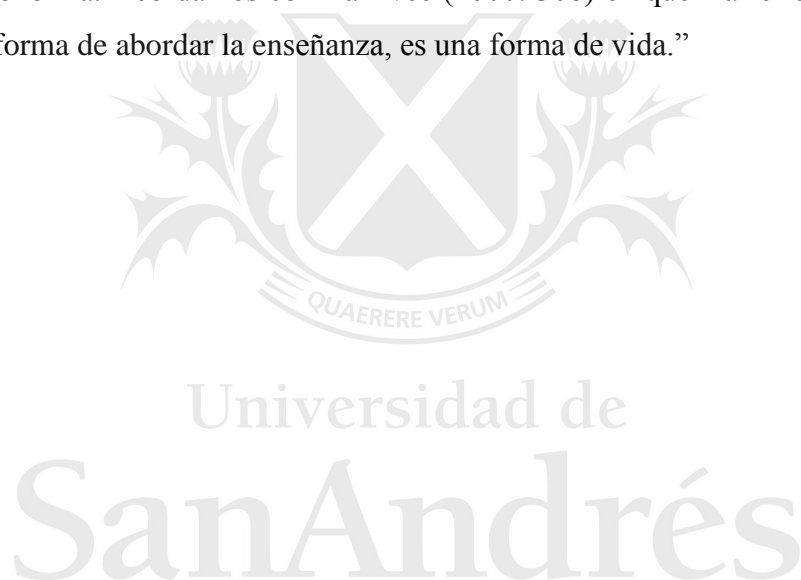 forma de abordar la enseñanza, es una forma de vida.”
QUAERERE VERUM
Universidad de
SanAndrés